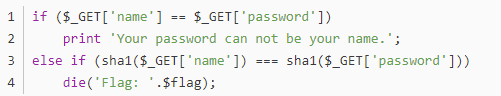 1 if ($_GET['name'] == $_GET['password'])
2     print 'Your password can not be your name.';
3 else if (sha1($_GET['name']) === sha1($_GET['password']))
4     die('Flag: '.$flag);